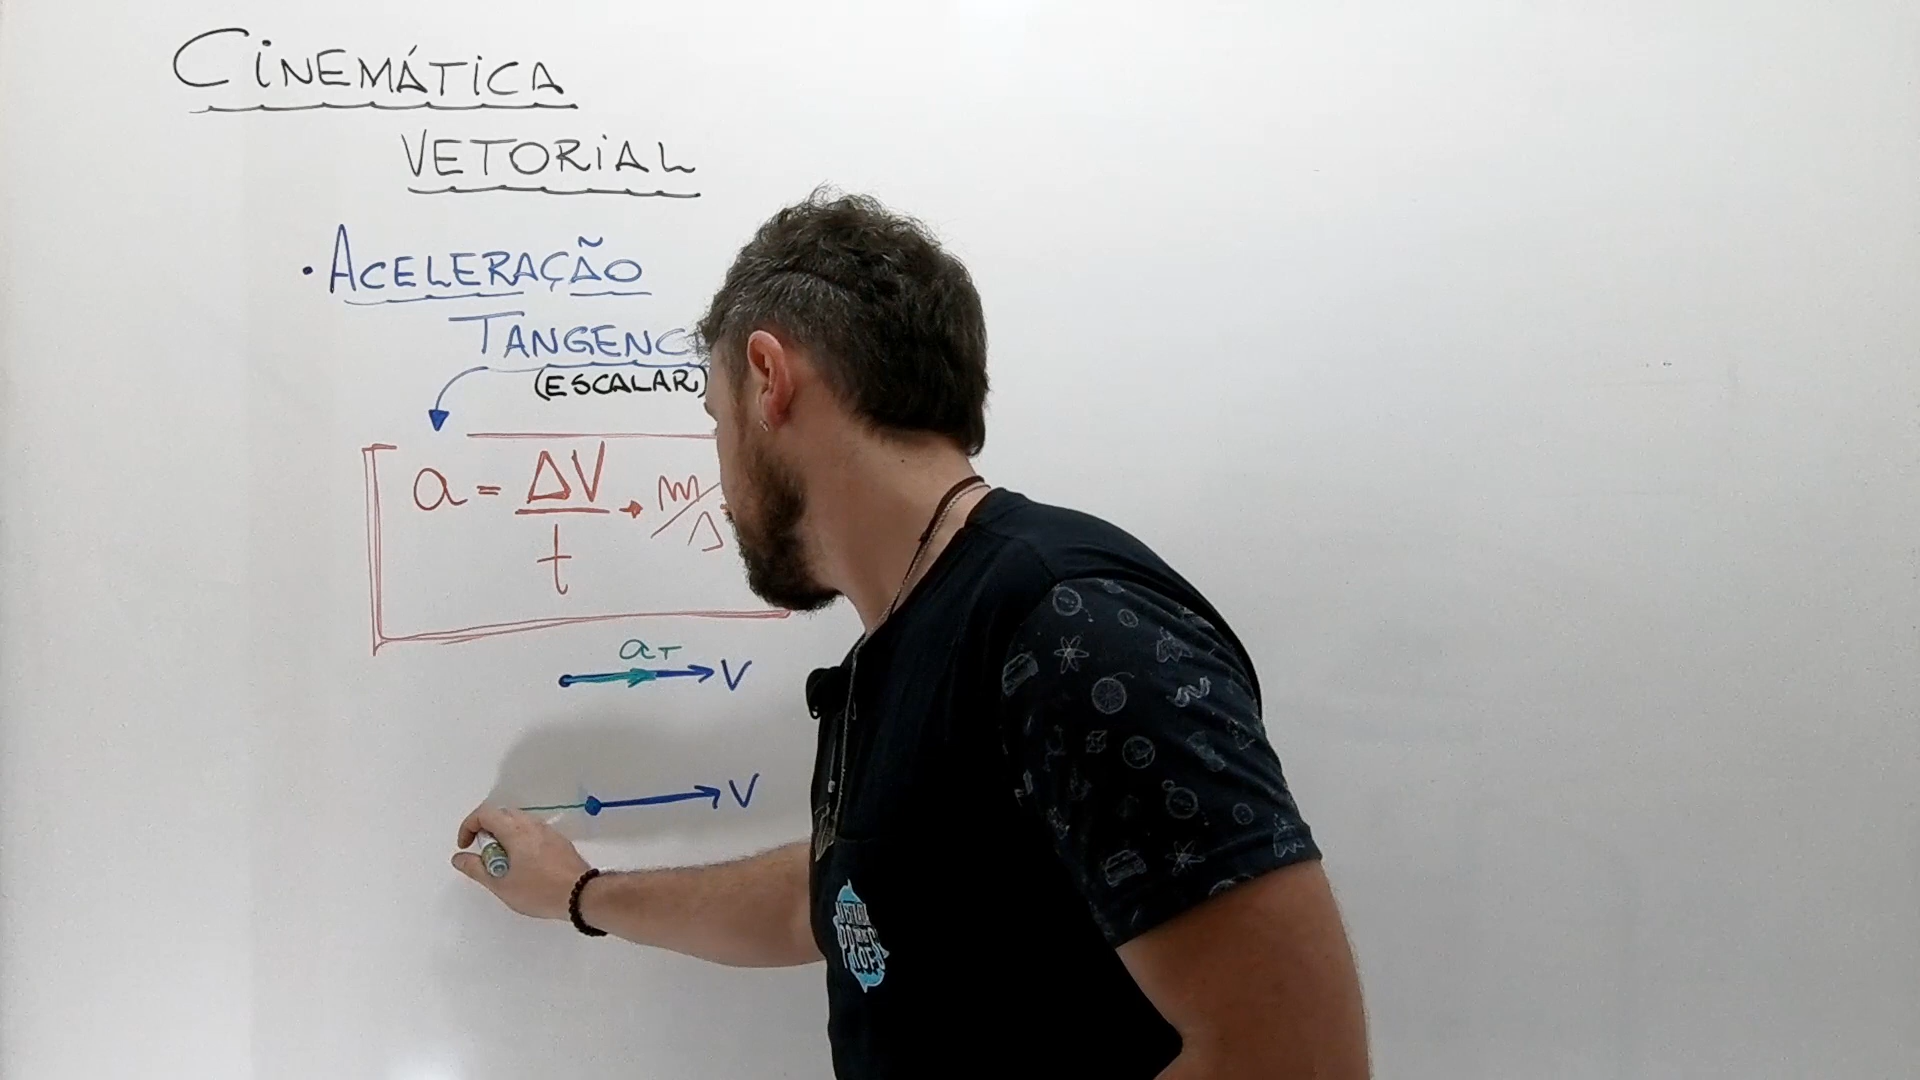 CINEMÁTICA
VETORIAL
• ACELERAÇÃO
TANGENC
(ESCALAR)
a = ΔV / t • m/s
aT
V
V